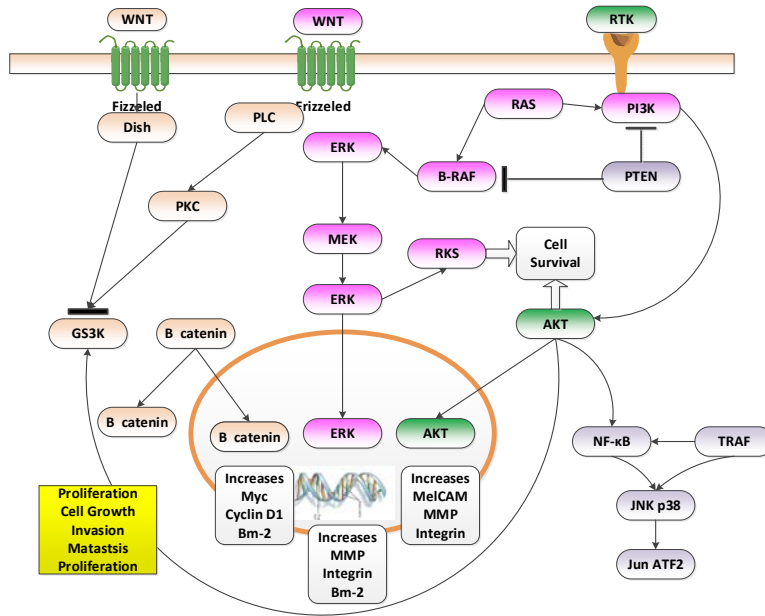 WNT
WNT
RTK
Fizzeled
Frizzeled
Dish
PLC
RAS
PI3K
ERK
B-RAF
PTEN
PKC
MEK
RKS
Cell
Survival
ERK
AKT
GS3K
B catenin
B catenin
B catenin
ERK
AKT
NF-κB
TRAF
Increases
Myc
Cyclin D1
Bm-2
Increases
MelCAM
MMP
Integrin
Proliferation
Cell Growth
Invasion
Matastsis
Proliferation
JNK p38
Increases
MMP
Integrin
Bm-2
Jun ATF2